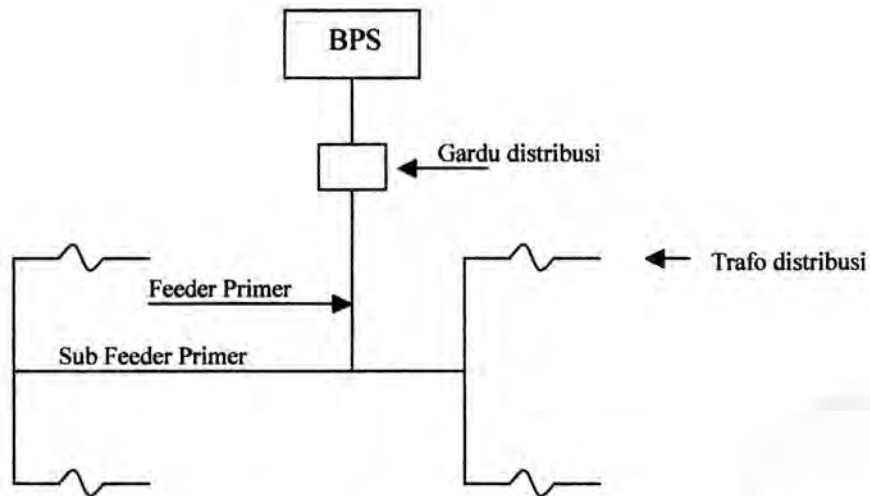 BPS
Gardu distribusi
Trafo distribusi
Feeder Primer
Sub Feeder Primer